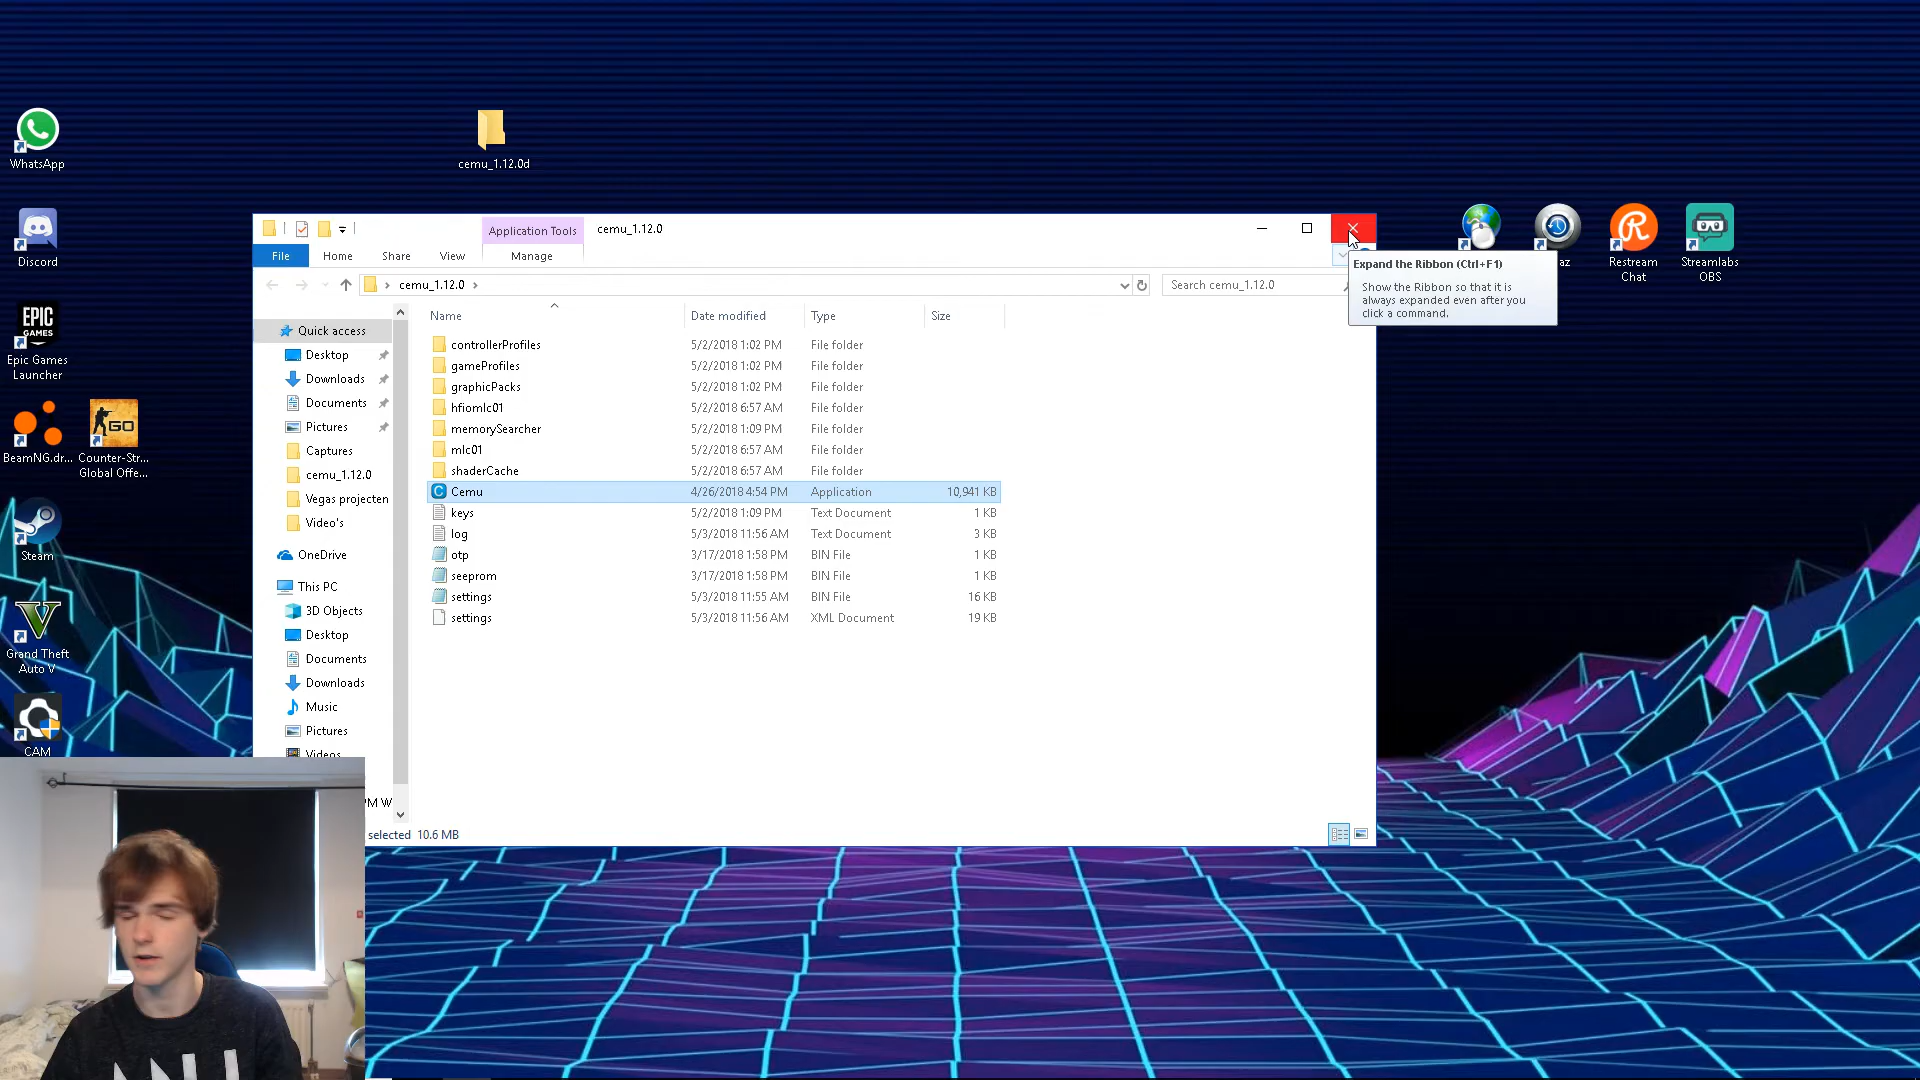 WhatsApp
Discord
EPIC
GAMES
Epic Games
Launcher
BeamNG.dr...
GO
Counter-Str...
Global Offe...
Steam
Grand Theft
Auto V
CAM
cemu_1.12.0d
az
Restream
Chat
Streamlabs
OBS
Application Tools
cemu_1.12.0
File
Home
Share
View
Manage
cemu_1.12.0
Search cemu_1.12.0
Expand the Ribbon (Ctrl+F1)
Show the Ribbon so that it is
always expanded even after you
click a command.
Quick access
Desktop
Downloads
Documents
Pictures
Captures
cemu_1.12.0
Vegas projecten
Video's
OneDrive
This PC
3D Objects
Desktop
Documents
Downloads
Music
Pictures
Videos
PM W
Name Date modified Type Size
controllerProfiles 5/2/2018 1:02 PM File folder
gameProfiles 5/2/2018 1:02 PM File folder
graphicPacks 5/2/2018 1:02 PM File folder
hfiomlc01 5/2/2018 6:57 AM File folder
memorySearcher 5/2/2018 1:09 PM File folder
mlc01 5/2/2018 6:57 AM File folder
shaderCache 5/2/2018 6:57 AM File folder
Cemu 4/26/2018 4:54 PM Application 10,941 KB
keys 5/2/2018 1:09 PM Text Document 1 KB
log 5/3/2018 11:56 AM Text Document 3 KB
otp 3/17/2018 1:58 PM BIN File 1 KB
seeprom 3/17/2018 1:58 PM BIN File 1 KB
settings 5/3/2018 11:55 AM BIN File 16 KB
settings 5/3/2018 11:56 AM XML Document 19 KB
selected 10.6 MB